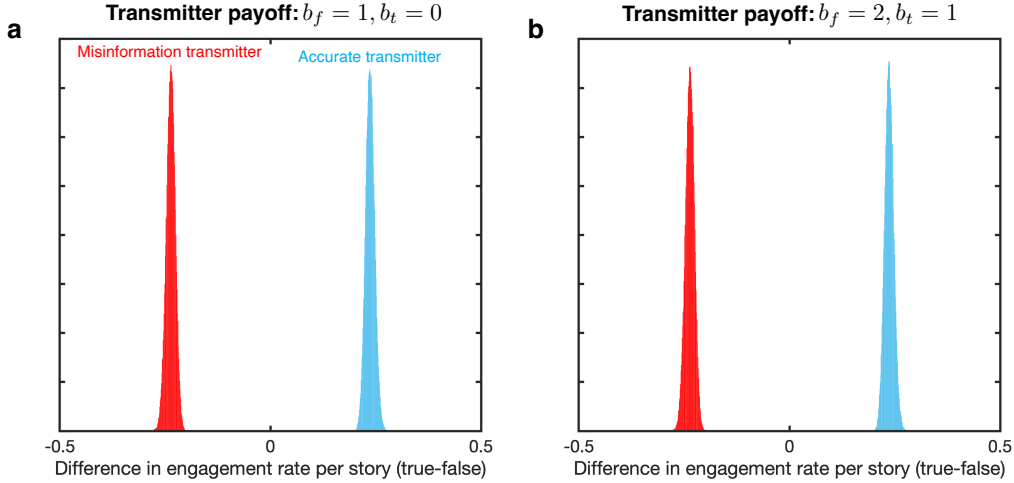 Transmitter payoff: b_f = 1, b_t = 0
a
Misinformation transmitter
Accurate transmitter
-0.5
0
0.5
Difference in engagement rate per story (true-false)
Transmitter payoff: b_f = 2, b_t = 1
b
-0.5
0
0.5
Difference in engagement rate per story (true-false)